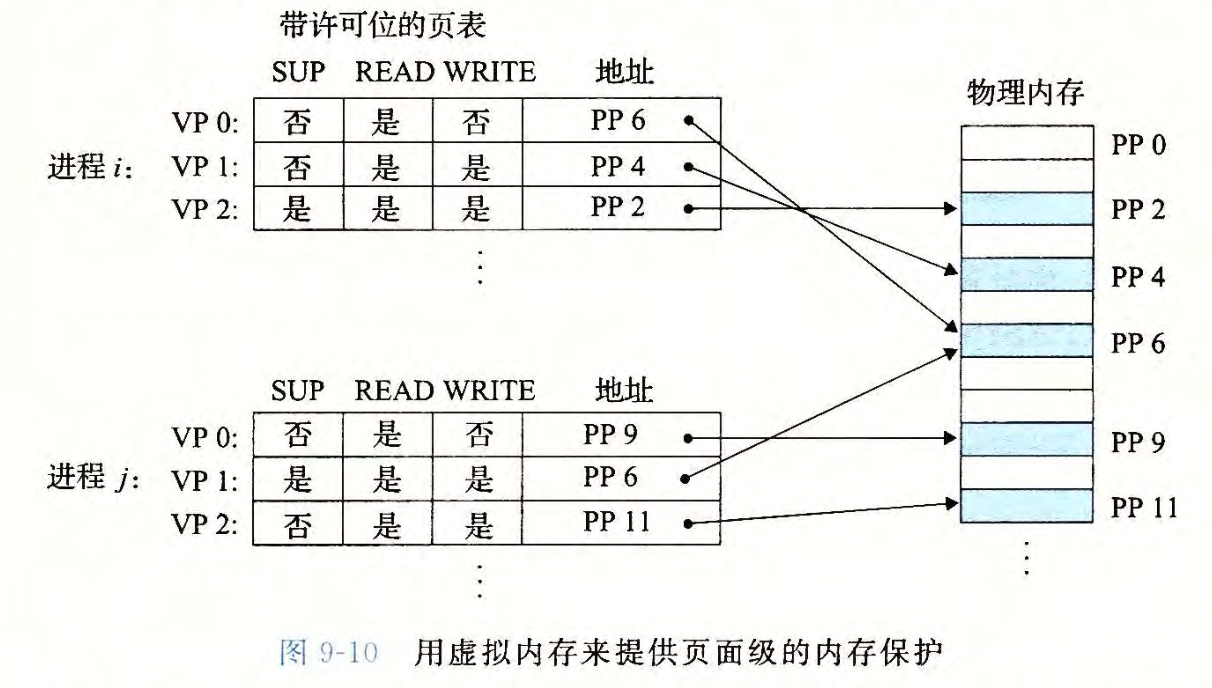 带许可位的页表
SUP READ WRITE 地址
物理内存
VP 0: 否 是 否 PP 6
PP 0
进程 i: VP 1: 否 是 是 PP 4
VP 2: 是 是 是 PP 2
PP 2
⋮
PP 4
PP 6
SUP READ WRITE 地址
VP 0: 否 是 否 PP 9
PP 9
进程 j: VP 1: 是 是 是 PP 6
VP 2: 否 是 是 PP 11
PP 11
⋮
⋮
图 9-10 用虚拟内存来提供页面级的内存保护